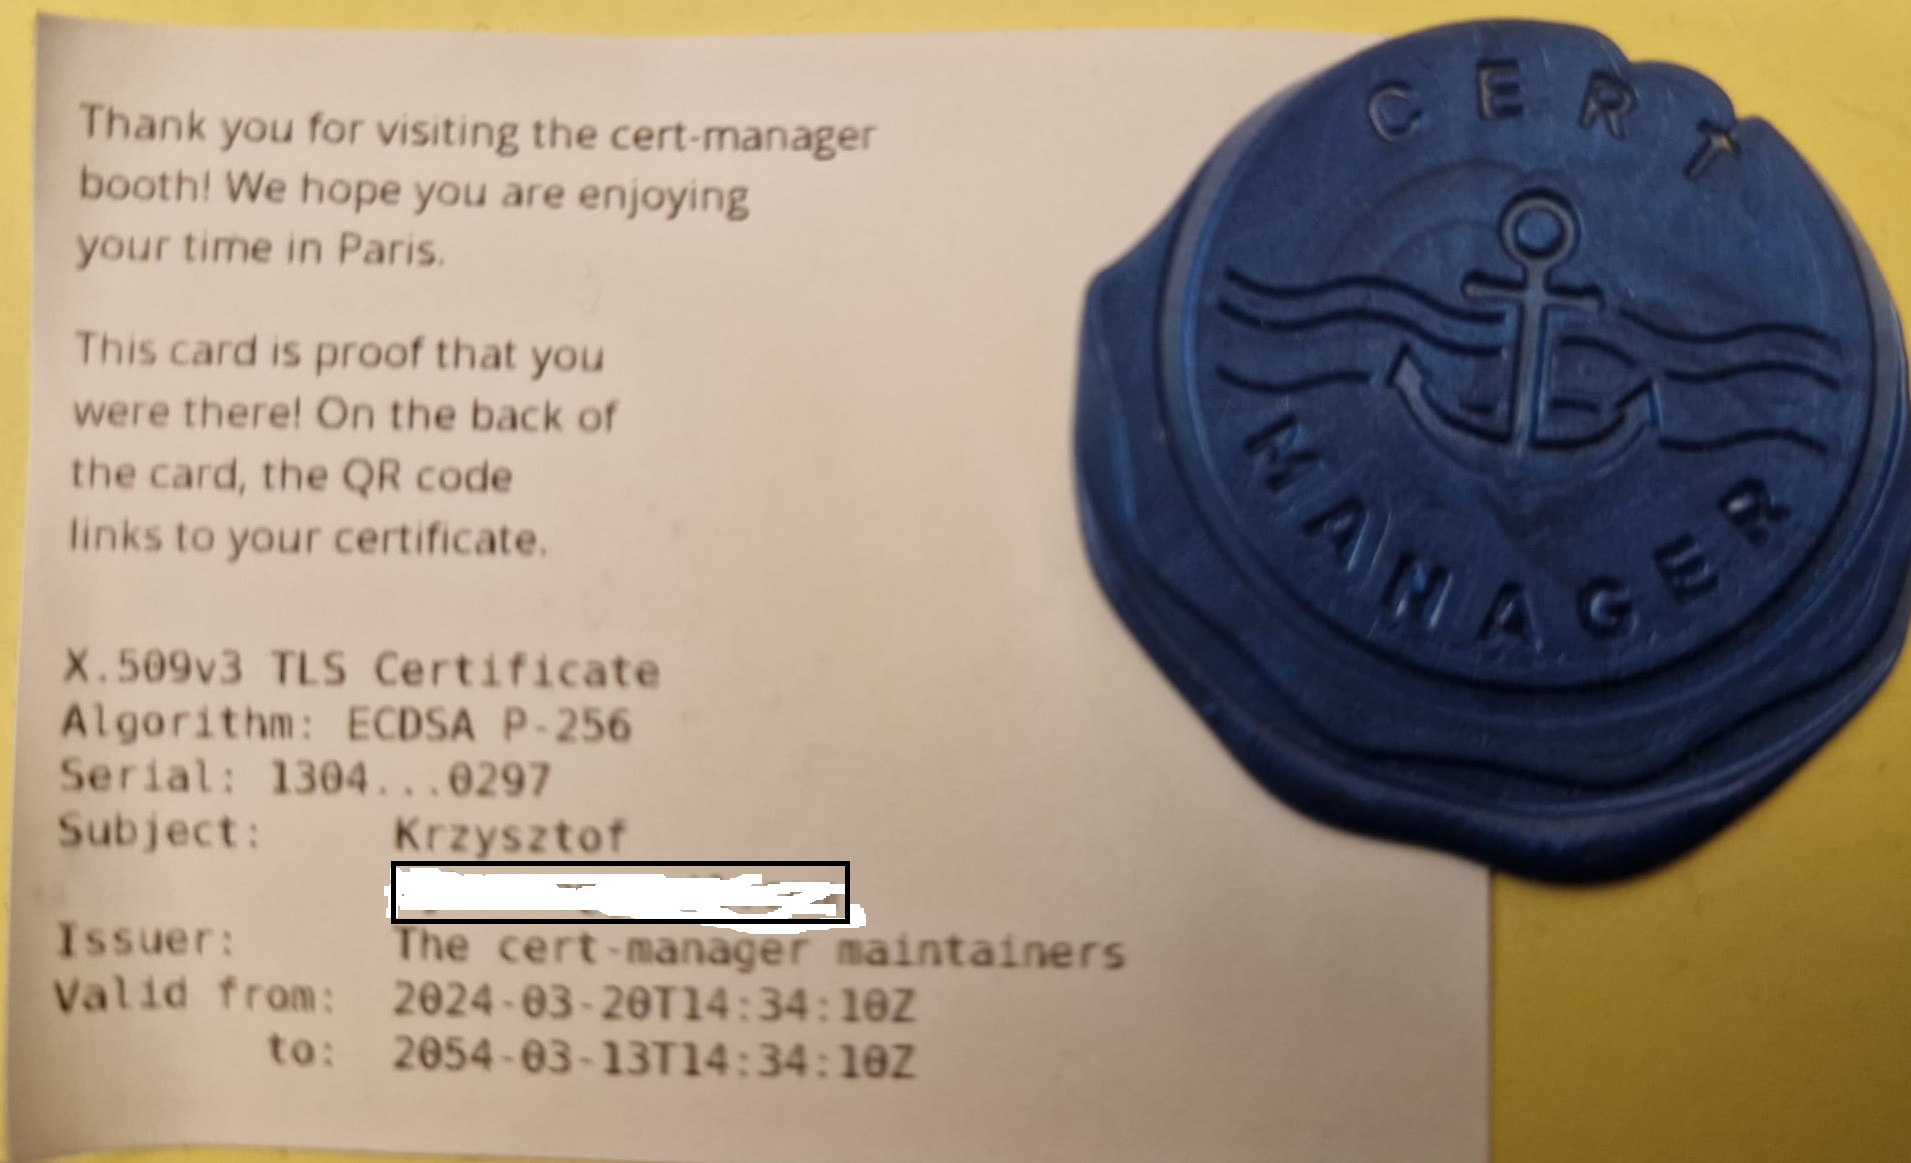 Thank you for visiting the cert-manager
booth! We hope you are enjoying
your time in Paris.
This card is proof that you
were there! On the back of
the card, the QR code
links to your certificate.
X.509v3 TLS Certificate
Algorithm: ECDSA P-256
Serial: 1304...0297
Subject: Krzysztof
Issuer: The cert-manager maintainers
Valid from: 2024-03-20T14:34:10Z
to: 2054-03-13T14:34:10Z
CERT
MANAGER